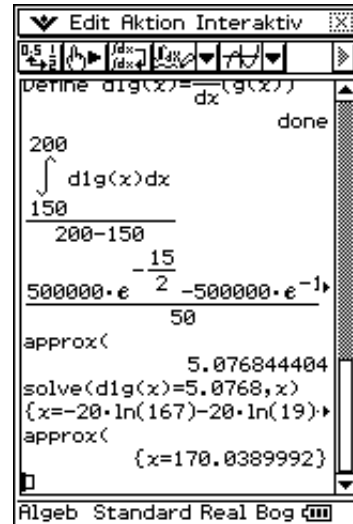 Edit Aktion Interaktiv
Define d1g(x)=d/dx(g(x))
done
200
∫ d1g(x)dx
150
200-150
500000·e^(-15/2) -500000·e^-1
50
approx(
5.076844404
solve(d1g(x)=5.0768,x)
{x=-20·ln(167)-20·ln(19)·
approx(
{x=170.0389992}
Algeb Standard Real Bog